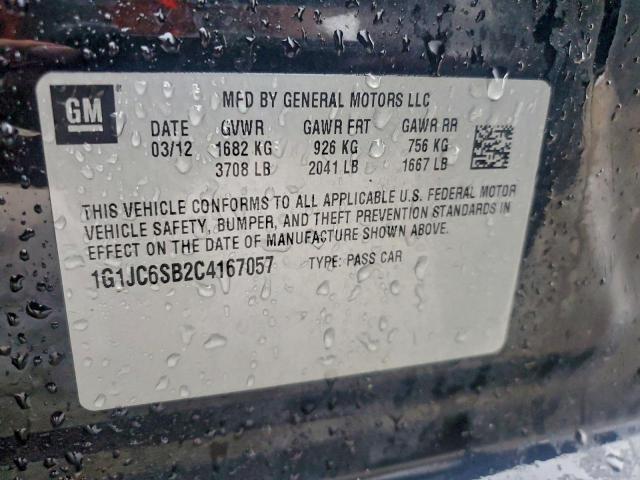 GM
MFD BY GENERAL MOTORS LLC
DATE GVWR GAWR FRT GAWR RR
03/12 1682 KG 926 KG 756 KG
3708 LB 2041 LB 1667 LB
THIS VEHICLE CONFORMS TO ALL APPLICABLE U.S. FEDERAL MOTOR
VEHICLE SAFETY, BUMPER, AND THEFT PREVENTION STANDARDS IN
EFFECT ON THE DATE OF MANUFACTURE SHOWN ABOVE.
1G1JC6SB2C4167057 TYPE: PASS CAR